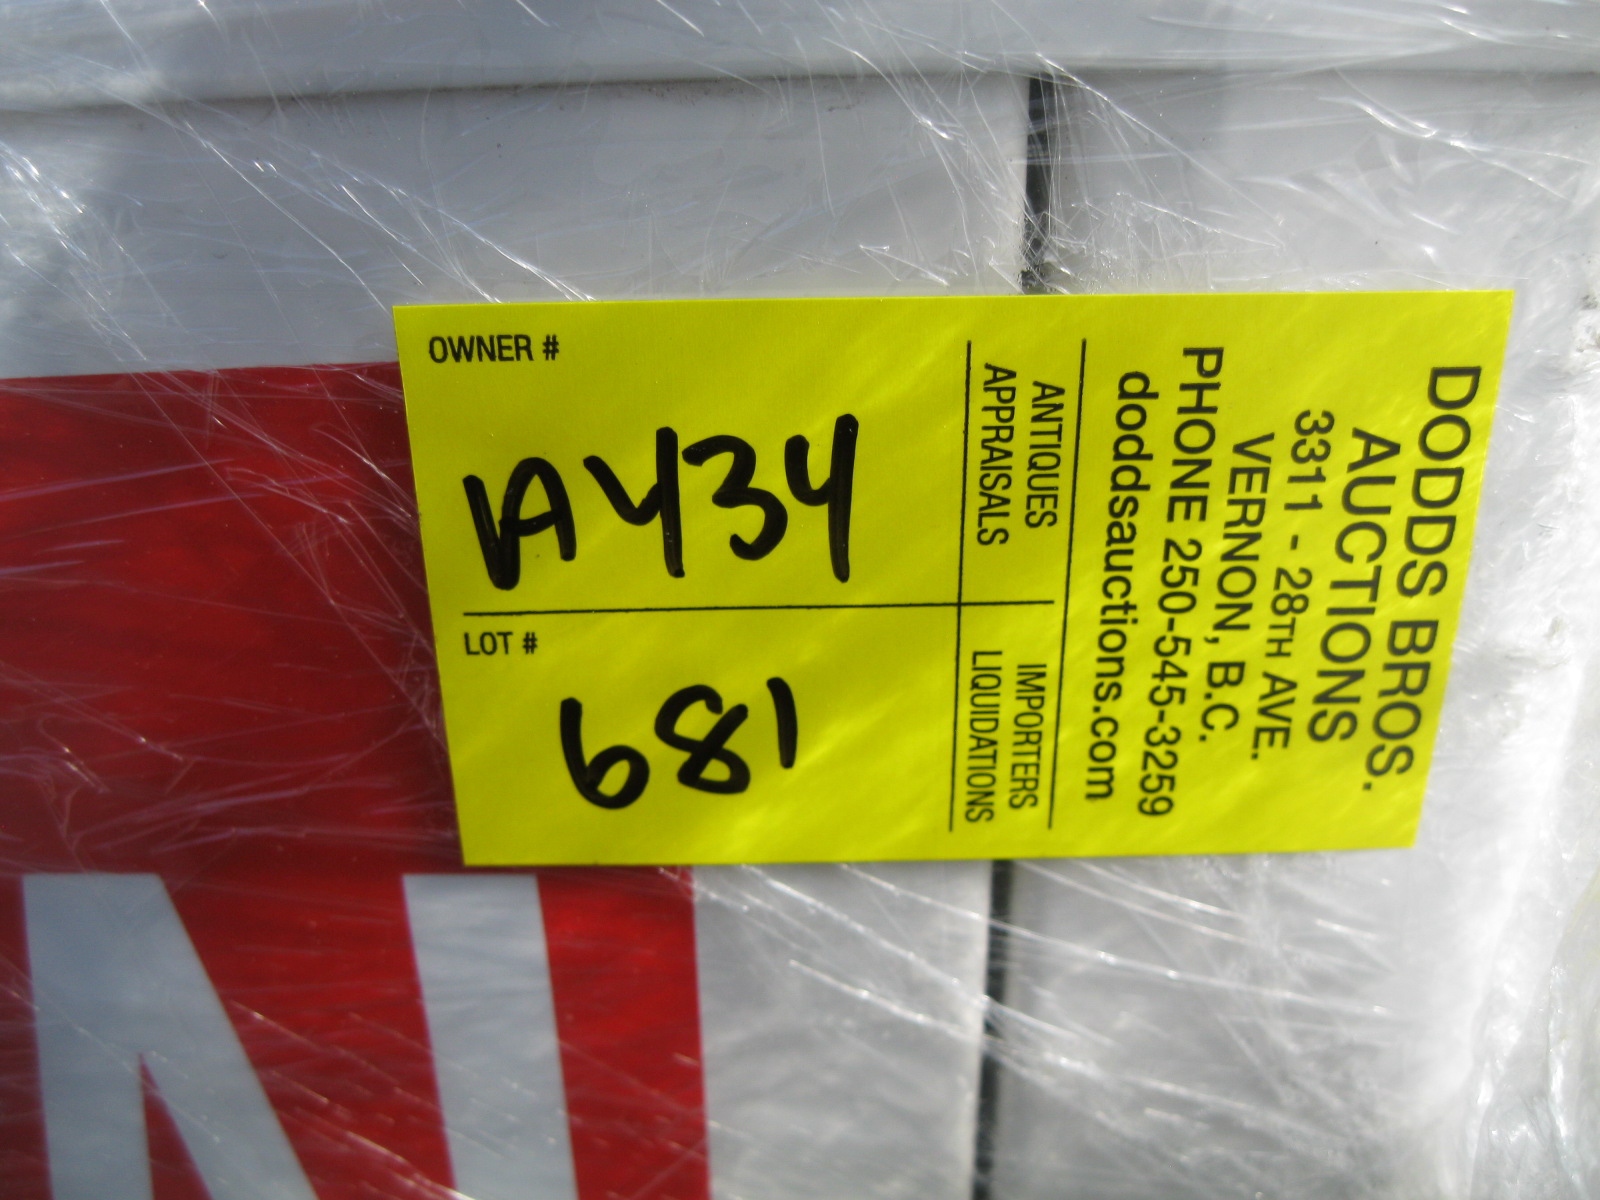 DODDS BROS.
AUCTIONS
3311 - 28TH AVE.
VERNON, B.C.
PHONE 250-545-3259
doddsauctions.com
ANTIQUES
APPRAISALS
IMPORTERS
LIQUIDATIONS
OWNER #
A434
LOT #
681
N